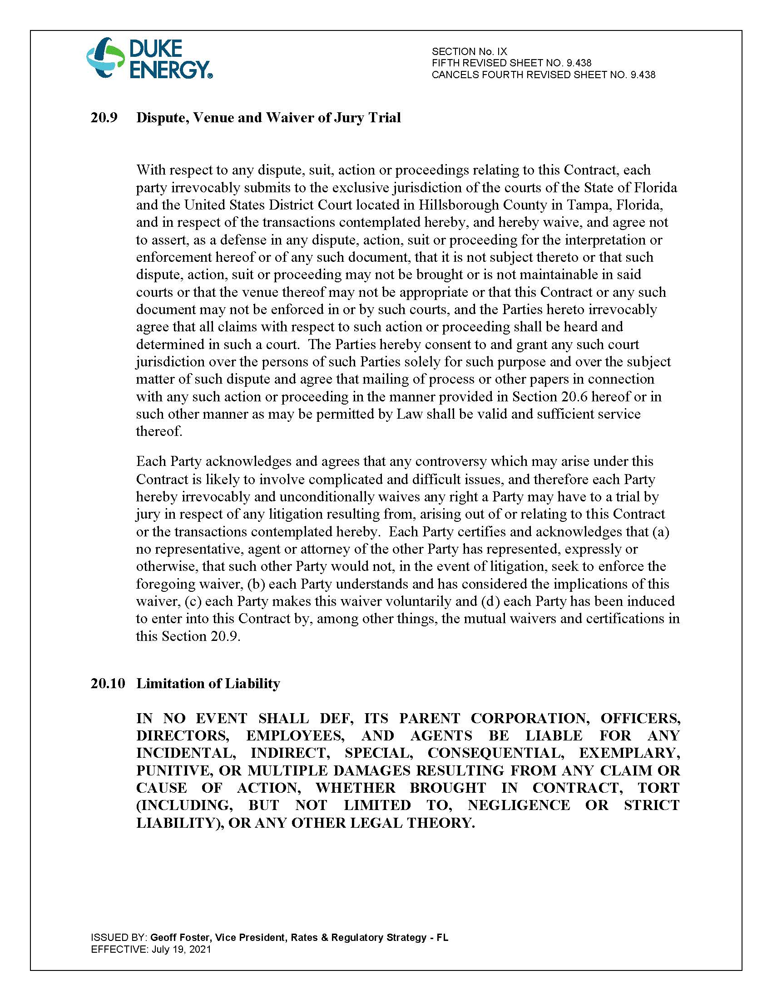 DUKE
ENERGY®
SECTION No. IX
FIFTH REVISED SHEET NO. 9.438
CANCELS FOURTH REVISED SHEET NO. 9.438
20.9 Dispute, Venue and Waiver of Jury Trial
With respect to any dispute, suit, action or proceedings relating to this Contract, each
party irrevocably submits to the exclusive jurisdiction of the courts of the State of Florida
and the United States District Court located in Hillsborough County in Tampa, Florida,
and in respect of the transactions contemplated hereby, and hereby waive, and agree not
to assert, as a defense in any dispute, action, suit or proceeding for the interpretation or
enforcement hereof or of any such document, that it is not subject thereto or that such
dispute, action, suit or proceeding may not be brought or is not maintainable in said
courts or that the venue thereof may not be appropriate or that this Contract or any such
document may not be enforced in or by such courts, and the Parties hereto irrevocably
agree that all claims with respect to such action or proceeding shall be heard and
determined in such a court.  The Parties hereby consent to and grant any such court
jurisdiction over the persons of such Parties solely for such purpose and over the subject
matter of such dispute and agree that mailing of process or other papers in connection
with any such action or proceeding in the manner provided in Section 20.6 hereof or in
such other manner as may be permitted by Law shall be valid and sufficient service
thereof.
Each Party acknowledges and agrees that any controversy which may arise under this
Contract is likely to involve complicated and difficult issues, and therefore each Party
hereby irrevocably and unconditionally waives any right a Party may have to a trial by
jury in respect of any litigation resulting from, arising out of or relating to this Contract
or the transactions contemplated hereby.  Each Party certifies and acknowledges that (a)
no representative, agent or attorney of the other Party has represented, expressly or
otherwise, that such other Party would not, in the event of litigation, seek to enforce the
foregoing waiver, (b) each Party understands and has considered the implications of this
waiver, (c) each Party makes this waiver voluntarily and (d) each Party has been induced
to enter into this Contract by, among other things, the mutual waivers and certifications in
this Section 20.9.
20.10 Limitation of Liability
IN NO EVENT SHALL DEF, ITS PARENT CORPORATION, OFFICERS,
DIRECTORS, EMPLOYEES, AND AGENTS BE LIABLE FOR ANY
INCIDENTAL, INDIRECT, SPECIAL, CONSEQUENTIAL, EXEMPLARY,
PUNITIVE, OR MULTIPLE DAMAGES RESULTING FROM ANY CLAIM OR
CAUSE OF ACTION, WHETHER BROUGHT IN CONTRACT, TORT
(INCLUDING, BUT NOT LIMITED TO, NEGLIGENCE OR STRICT
LIABILITY), OR ANY OTHER LEGAL THEORY.
ISSUED BY: Geoff Foster, Vice President, Rates & Regulatory Strategy - FL
EFFECTIVE: July 19, 2021